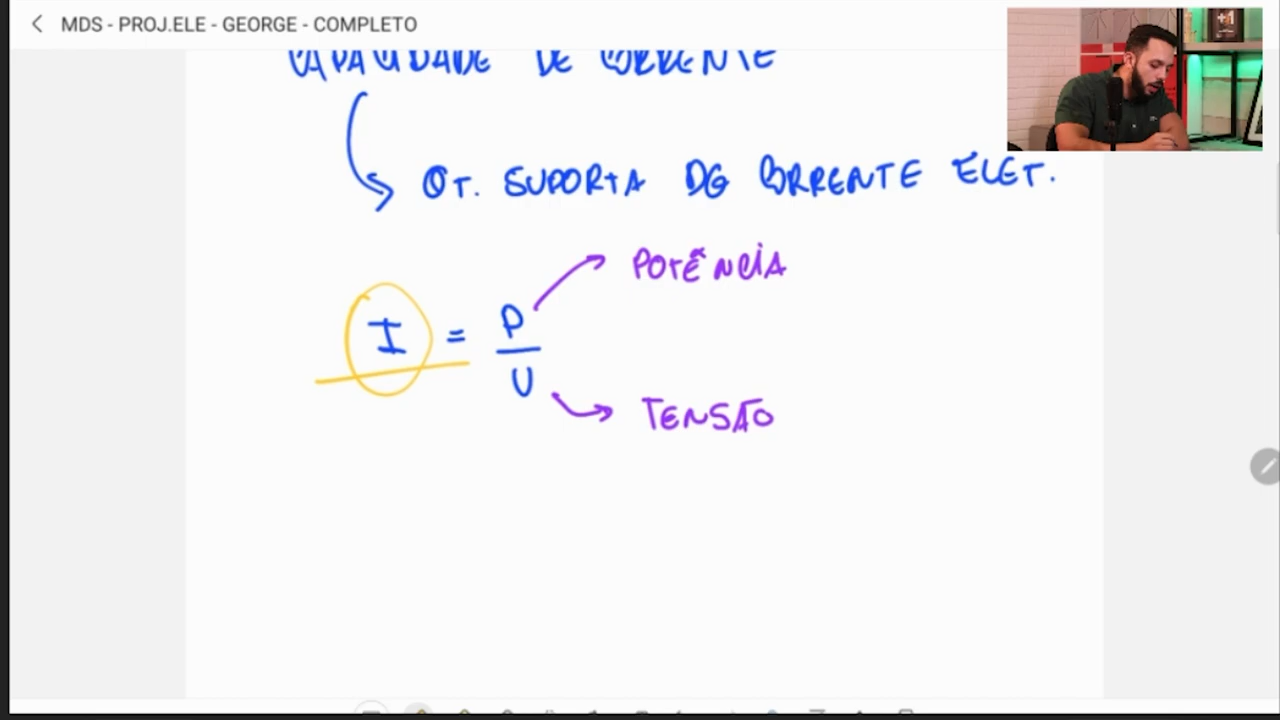 MDS - PROJ.ELE - GEORGE - COMPLETO
CAPACIDADE DE CORRENTE
QT. SUPORTA DE CORRENTE ELET.
POTÊNCIA
I = P
U
TENSÃO